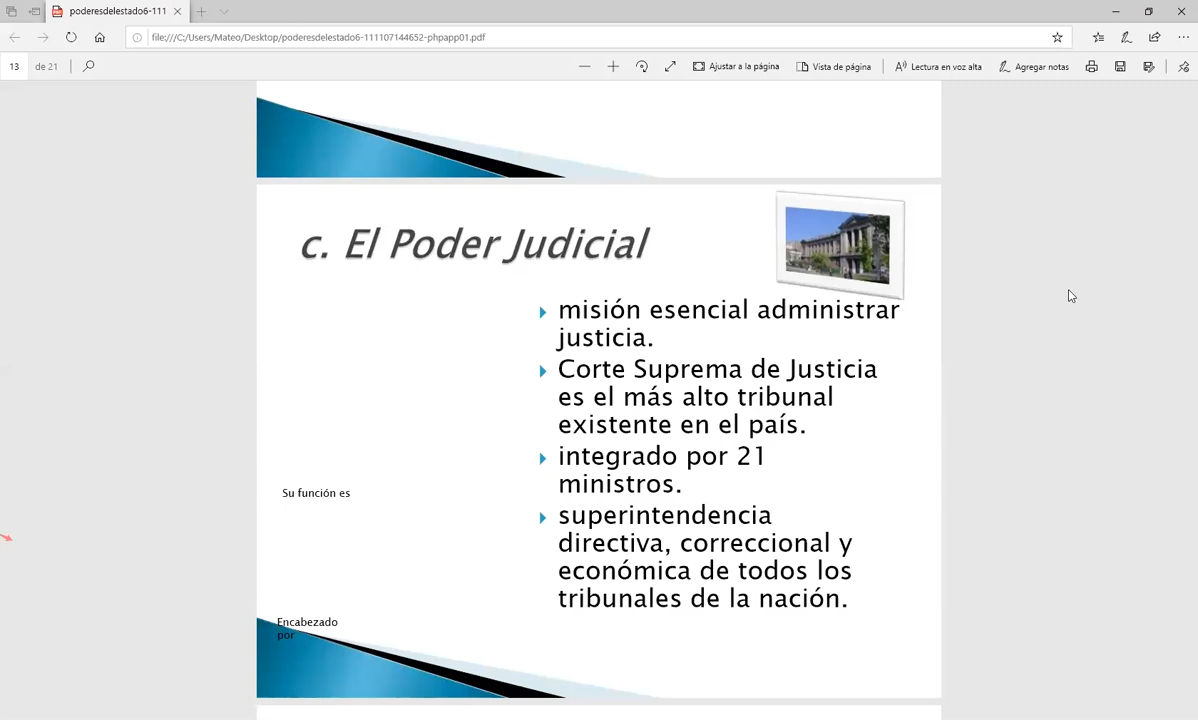 poderesdelestado6-111
file:///C:/Users/Mateo/Desktop/poderesdelestado6-111107144652-phpapp01.pdf
13 de 21
Ajustar a la página
Vista de página
Lectura en voz alta
Agregar notas
c. El Poder Judicial
misión esencial administrar
justicia.
Corte Suprema de Justicia
es el más alto tribunal
existente en el país.
integrado por 21
ministros.
superintendencia
directiva, correccional y
económica de todos los
tribunales de la nación.
Su función es
Encabezado
por